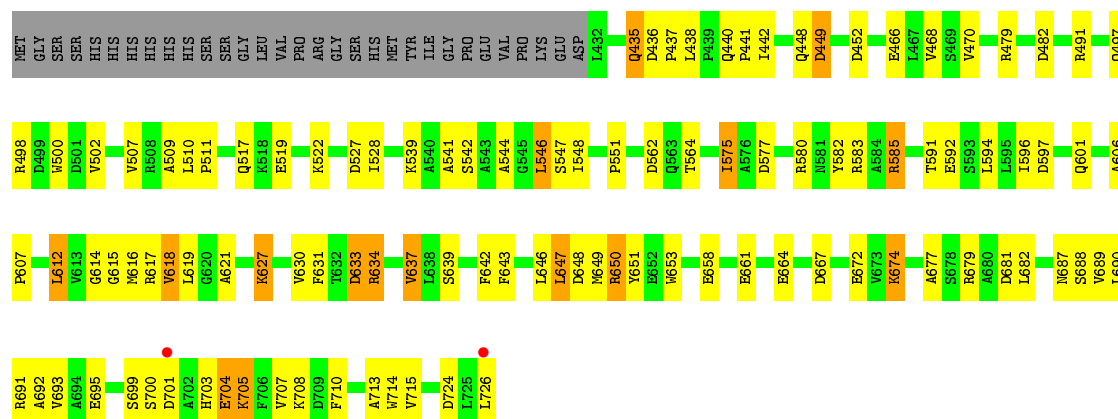 MET GLY SER SER HIS HIS HIS HIS HIS HIS SER SER GLY LEU VAL PRO ARG GLY SER HIS MET TYR ILE GLY PRO GLU VAL PRO LYS GLU ASP L432 Q435 D436 P437 L438 P439 Q440 P441 I442 Q448 D449 D452 E466 L467 V468 S469 V470 R479 D482 R491 Q497
R498 D499 W500 D501 V502 V507 R508 A509 L510 P511 Q517 K518 E519 K522 D527 I528 K539 A540 A541 S542 A543 A544 G545 L546 S547 I548 P551 D562 Q563 T564 I575 A576 D577 R580 N581 Y582 R583 A584 R585 T591 E592 S593 L594 L595 I596 D597 Q601 A606
P607 L612 V613 G614 G615 M616 R617 V618 L619 G620 A621 K627 V630 F631 T632 D633 R634 V637 L638 S639 F642 F643 L646 L647 D648 M649 R650 Y651 E652 W653 E658 E661 E664 D667 E672 V673 K674 A677 S678 R679 A680 D681 L682 N687 S688 V689 L690
R691 A692 V693 A694 E695 S699 S700 D701 A702 H703 E704 K705 F706 V707 K708 D709 F710 A713 W714 V715 D724 L725 L726